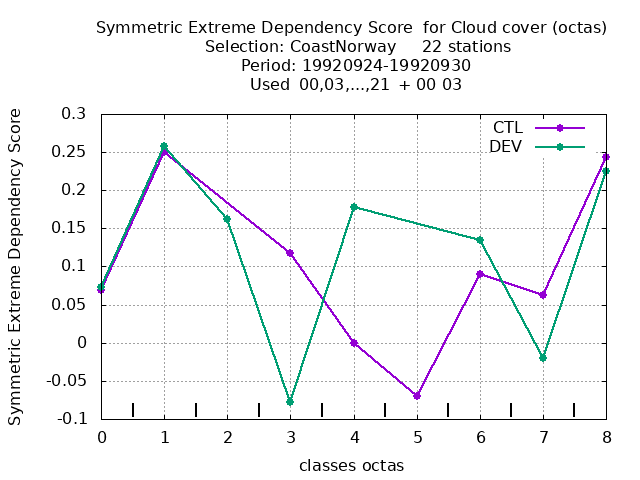 Symmetric Extreme Dependency Score  for Cloud cover (octas)
Selection: CoastNorway     22 stations
Period: 19920924-19920930
Used  00,03,...,21  + 00 03
Symmetric Extreme Dependency Score
0.3
0.25
0.2
0.15
0.1
0.05
0
-0.05
-0.1
CTL
DEV
0 1 2 3 4 5 6 7 8
classes octas